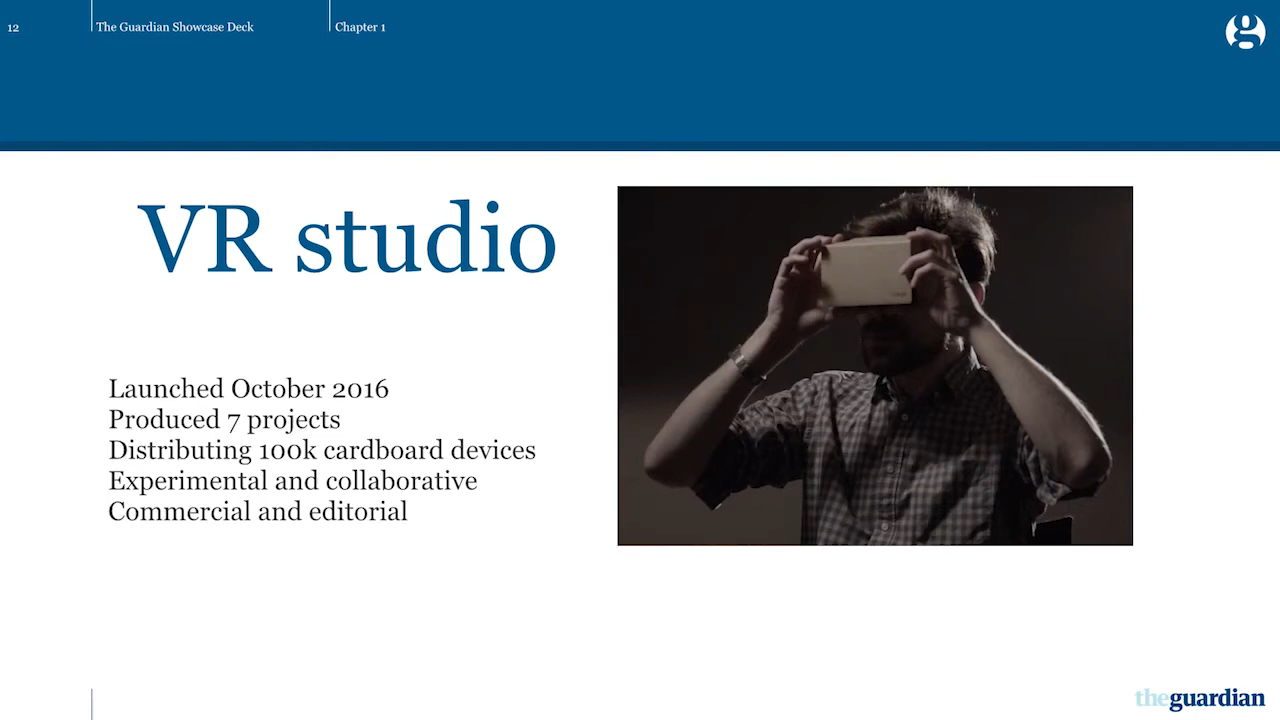 12
The Guardian Showcase Deck
Chapter 1
VR studio
Launched October 2016
Produced 7 projects
Distributing 100k cardboard devices
Experimental and collaborative
Commercial and editorial
theguardian